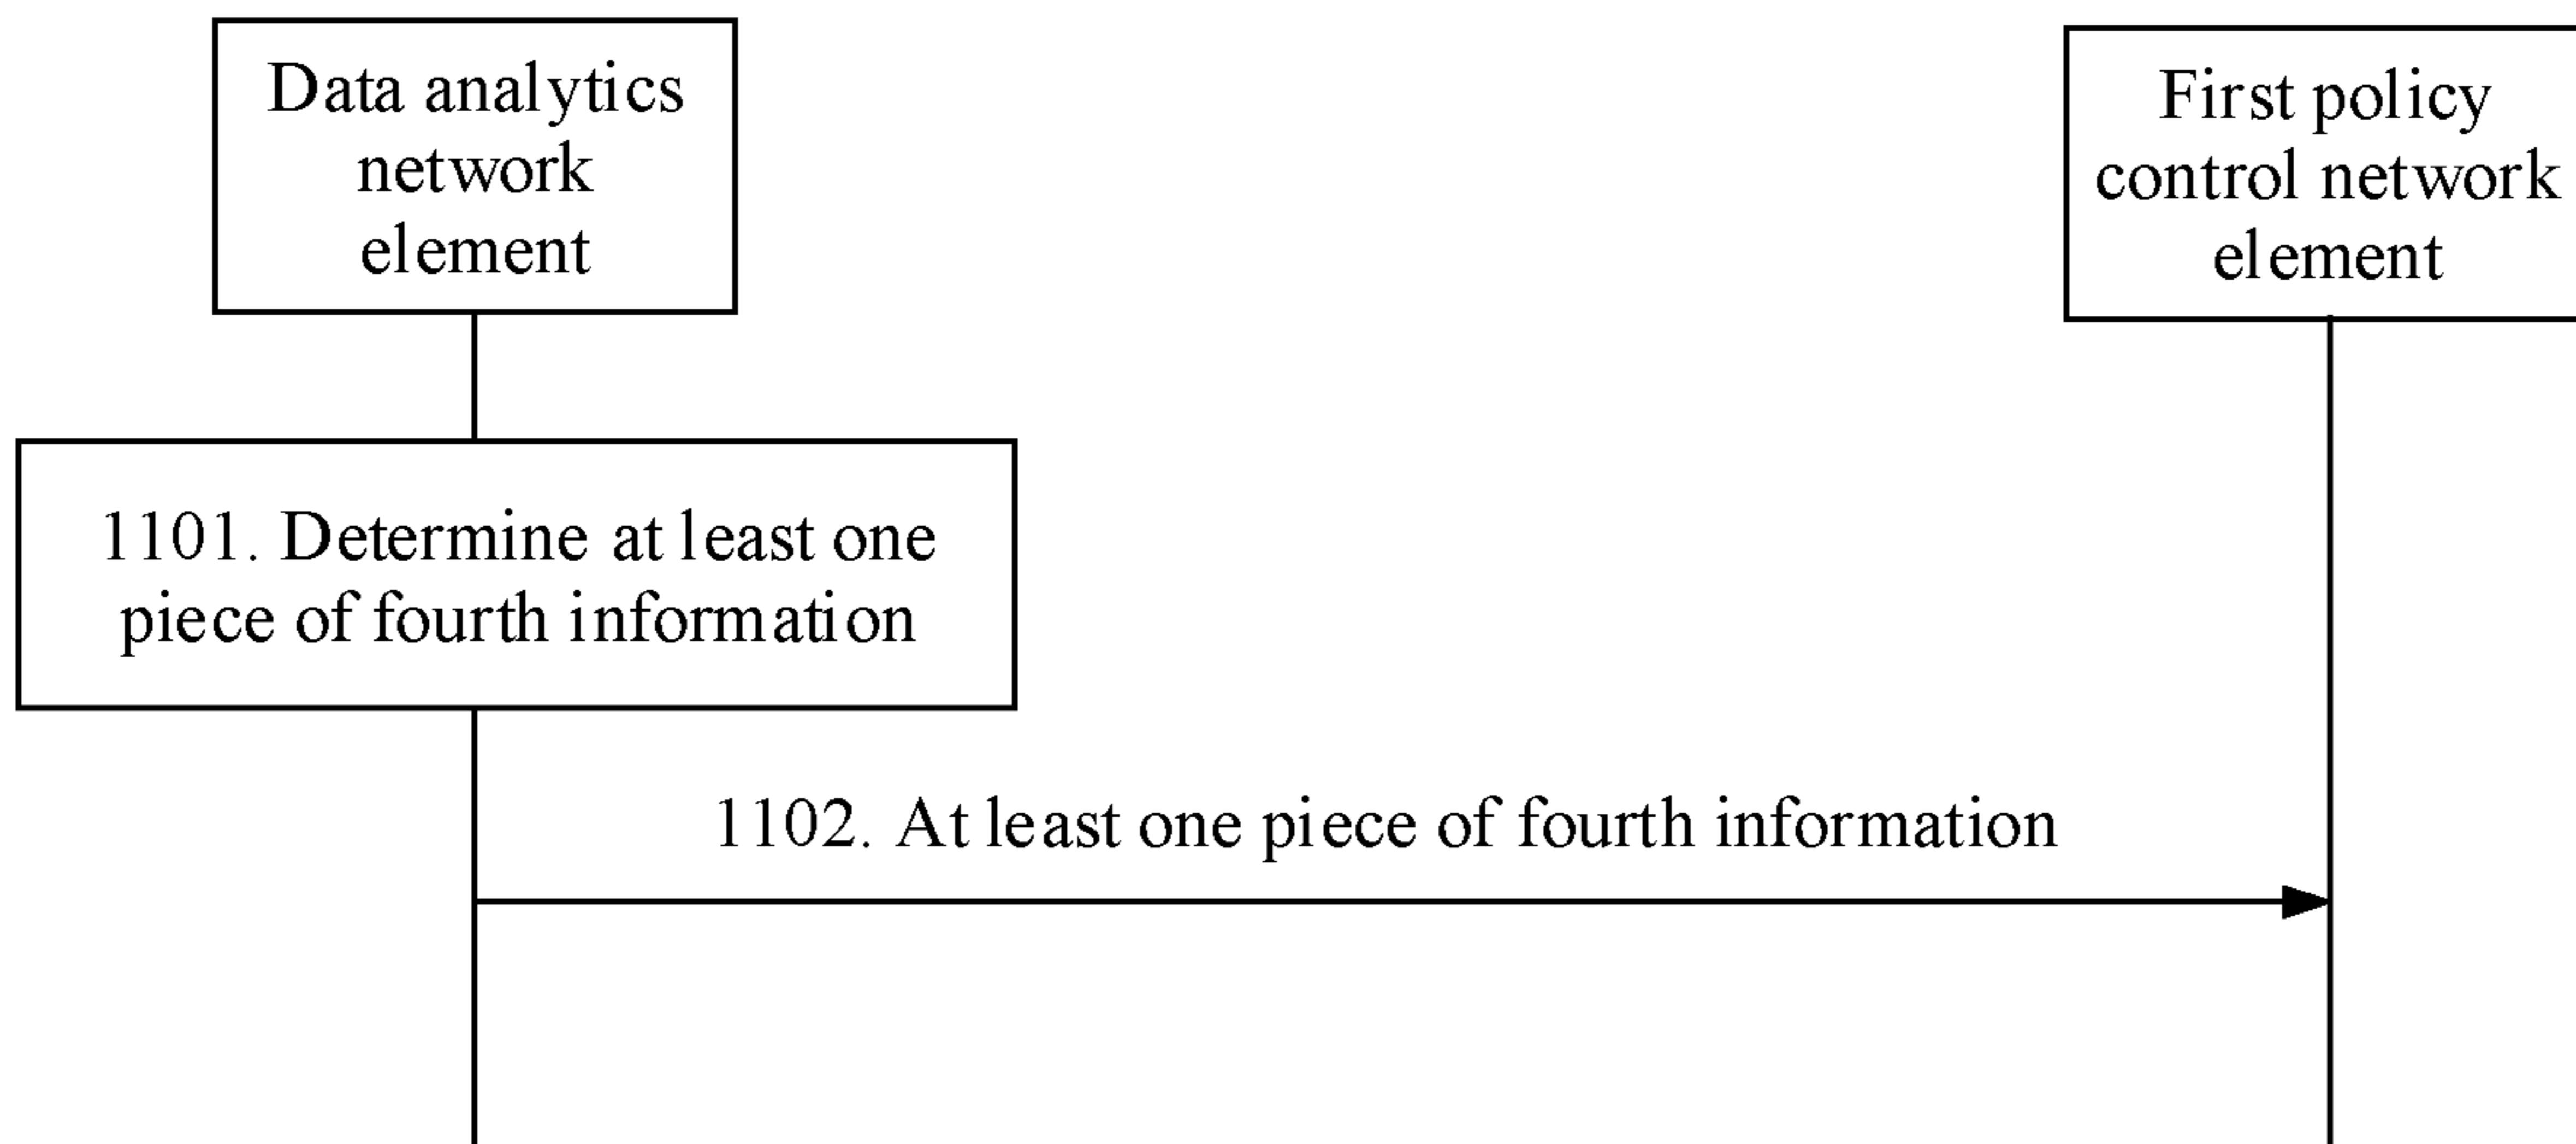 Data analytics
network
element
First policy
control network
element
1101. Determine at least one
piece of fourth information
1102. At least one piece of fourth information